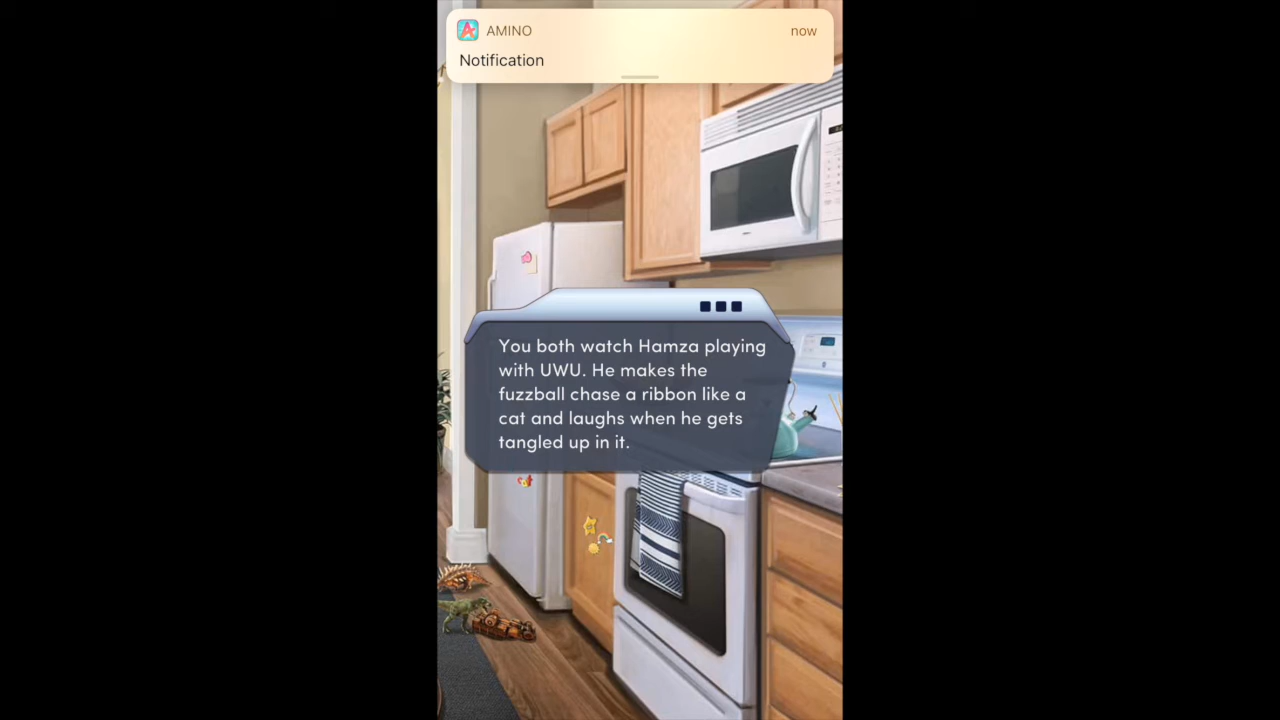 AMINO now
Notification
You both watch Hamza playing
with UWU. He makes the
fuzzball chase a ribbon like a
cat and laughs when he gets
tangled up in it.